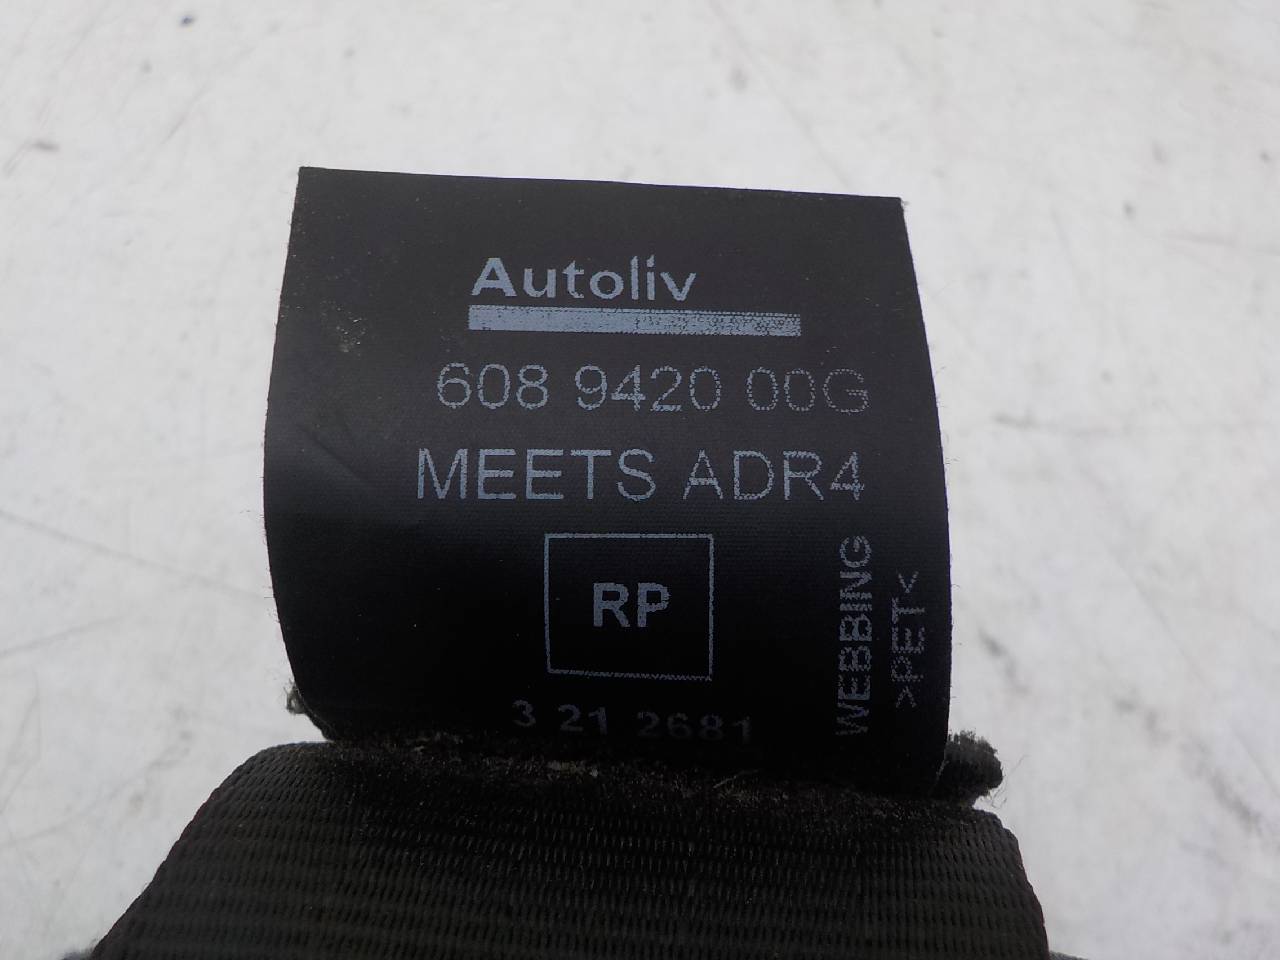 Autoliv
608 9420 00G
MEETS ADR4
RP
3 21 2681
WEBBING
>PET<